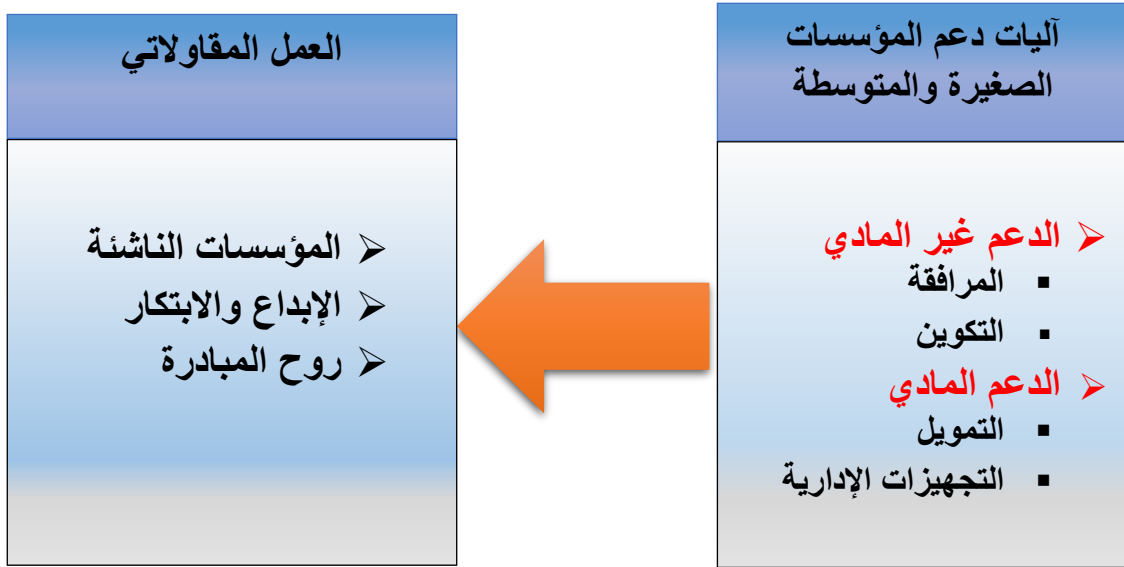 آليات دعم المؤسسات
الصغيرة والمتوسطة
➢ الدعم غير المادي
▪ المرافقة
▪ التكوين
➢ الدعم المادي
▪ التمويل
▪ التجهيزات الإدارية
العمل المقاولاتي
➢ المؤسسات الناشئة
➢ الإبداع والابتكار
➢ روح المبادرة